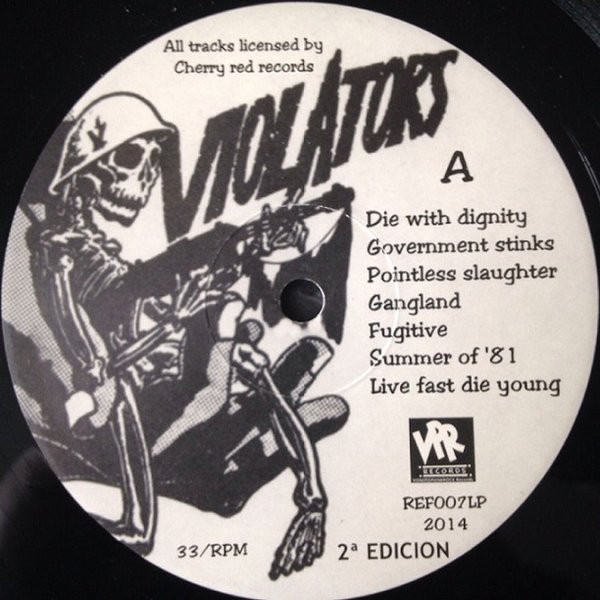 All tracks licensed by
Cherry red records
VIOLATORS
A
Die with dignity
Government stinks
Pointless slaughter
Gangland
Fugitive
Summer of '81
Live fast die young
VPR
RECORDS
REF007LP
2014
33/RPM
2ª EDICION